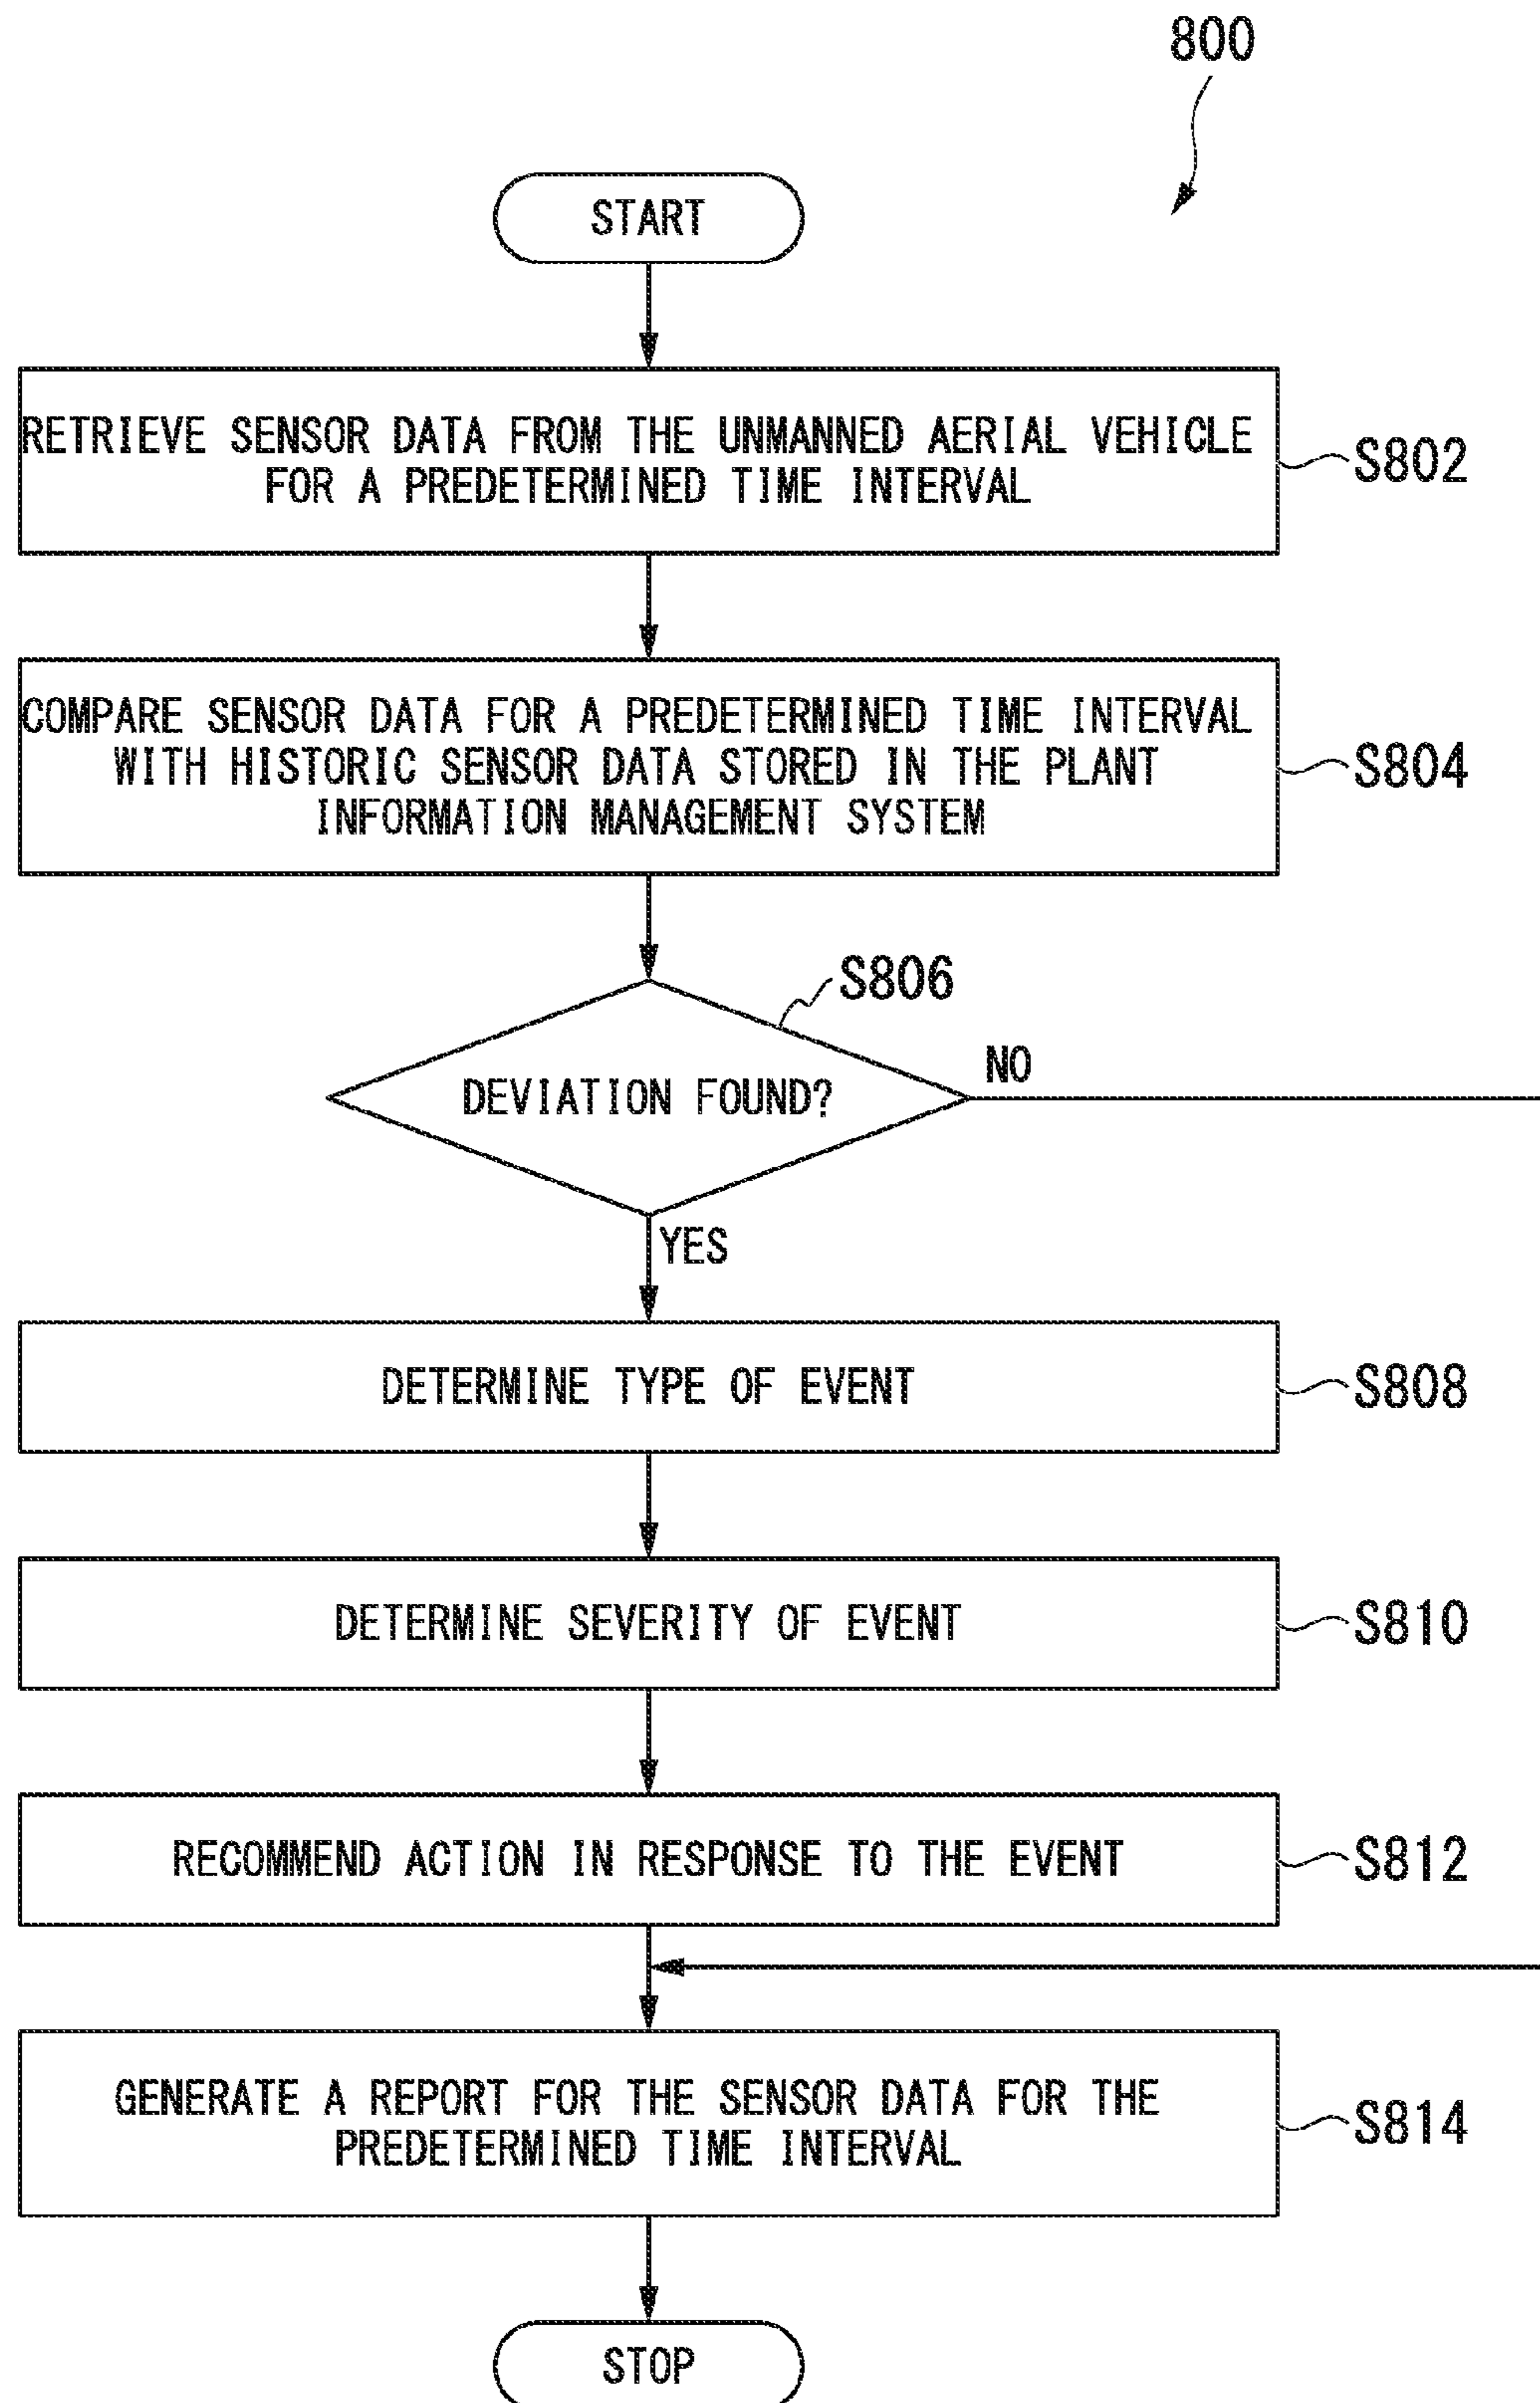 800
START
RETRIEVE SENSOR DATA FROM THE UNMANNED AERIAL VEHICLE
FOR A PREDETERMINED TIME INTERVAL
S802
COMPARE SENSOR DATA FOR A PREDETERMINED TIME INTERVAL
WITH HISTORIC SENSOR DATA STORED IN THE PLANT
INFORMATION MANAGEMENT SYSTEM
S804
S806
DEVIATION FOUND?
NO
YES
DETERMINE TYPE OF EVENT
S808
DETERMINE SEVERITY OF EVENT
S810
RECOMMEND ACTION IN RESPONSE TO THE EVENT
S812
GENERATE A REPORT FOR THE SENSOR DATA FOR THE
PREDETERMINED TIME INTERVAL
S814
STOP